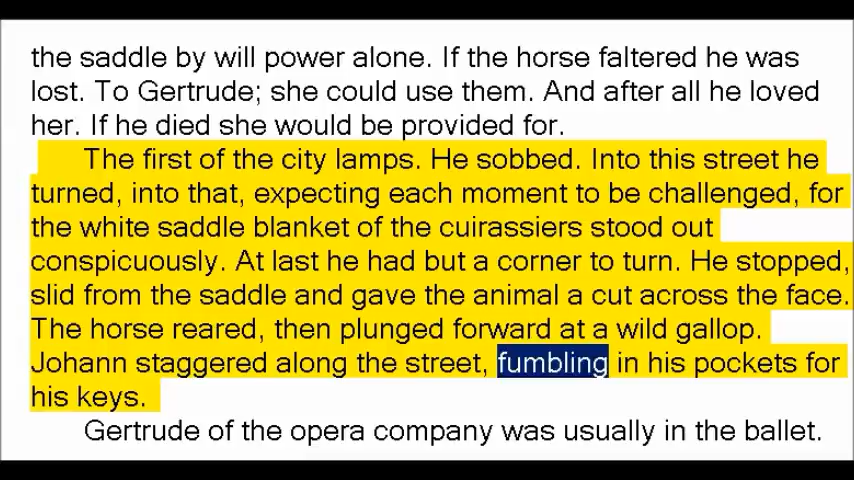 the saddle by will power alone. If the horse faltered he was
lost. To Gertrude; she could use them. And after all he loved
her. If he died she would be provided for.
The first of the city lamps. He sobbed. Into this street he
turned, into that, expecting each moment to be challenged, for
the white saddle blanket of the cuirassiers stood out
conspicuously. At last he had but a corner to turn. He stopped,
slid from the saddle and gave the animal a cut across the face.
The horse reared, then plunged forward at a wild gallop.
Johann staggered along the street, fumbling in his pockets for
his keys.
Gertrude of the opera company was usually in the ballet.